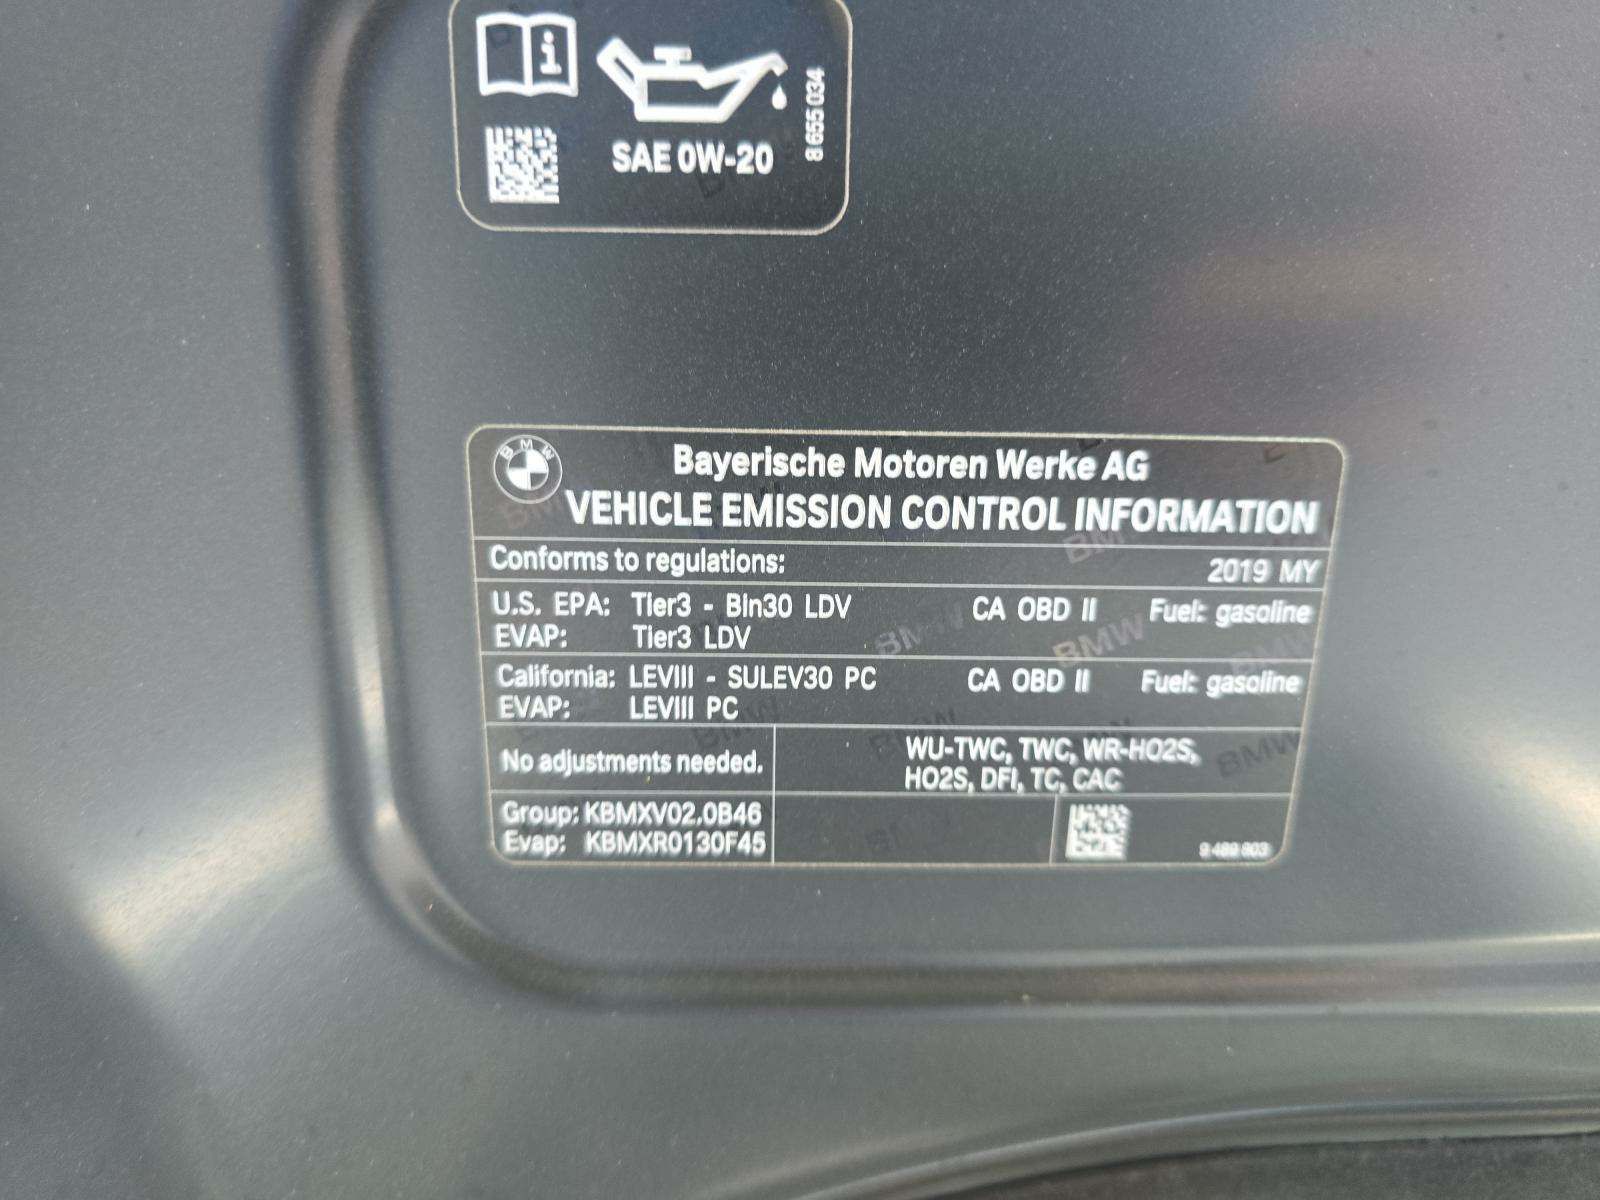 i
SAE 0W-20
8 655 034
BMW
Bayerische Motoren Werke AG
VEHICLE EMISSION CONTROL INFORMATION
Conforms to regulations: 2019 MY
U.S. EPA: Tier3 - Bin30 LDV CA OBD II Fuel: gasoline
EVAP: Tier3 LDV
California: LEVIII - SULEV30 PC CA OBD II Fuel: gasoline
EVAP: LEVIII PC
No adjustments needed.
WU-TWC, TWC, WR-HO2S,
HO2S, DFI, TC, CAC
Group: KBMXV02.0B46
Evap: KBMXR0130F45